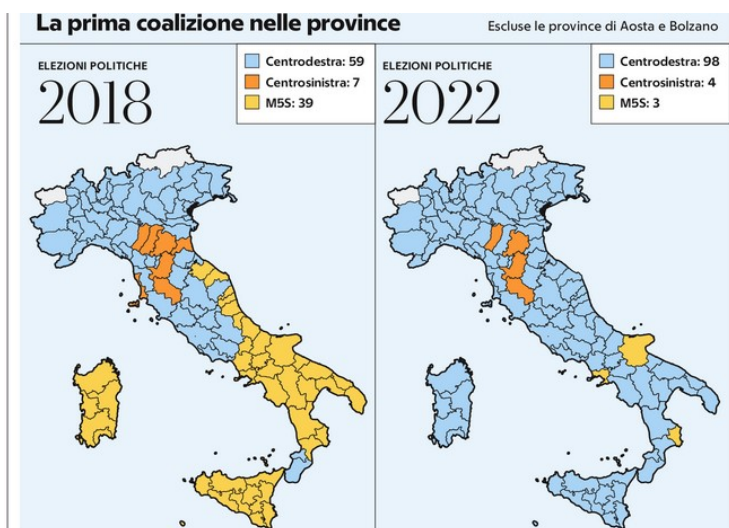 La prima coalizione nelle province
Escluse le province di Aosta e Bolzano
ELEZIONI POLITICHE
2018
Centrodestra: 59
Centrosinistra: 7
M5S: 39
ELEZIONI POLITICHE
2022
Centrodestra: 98
Centrosinistra: 4
M5S: 3